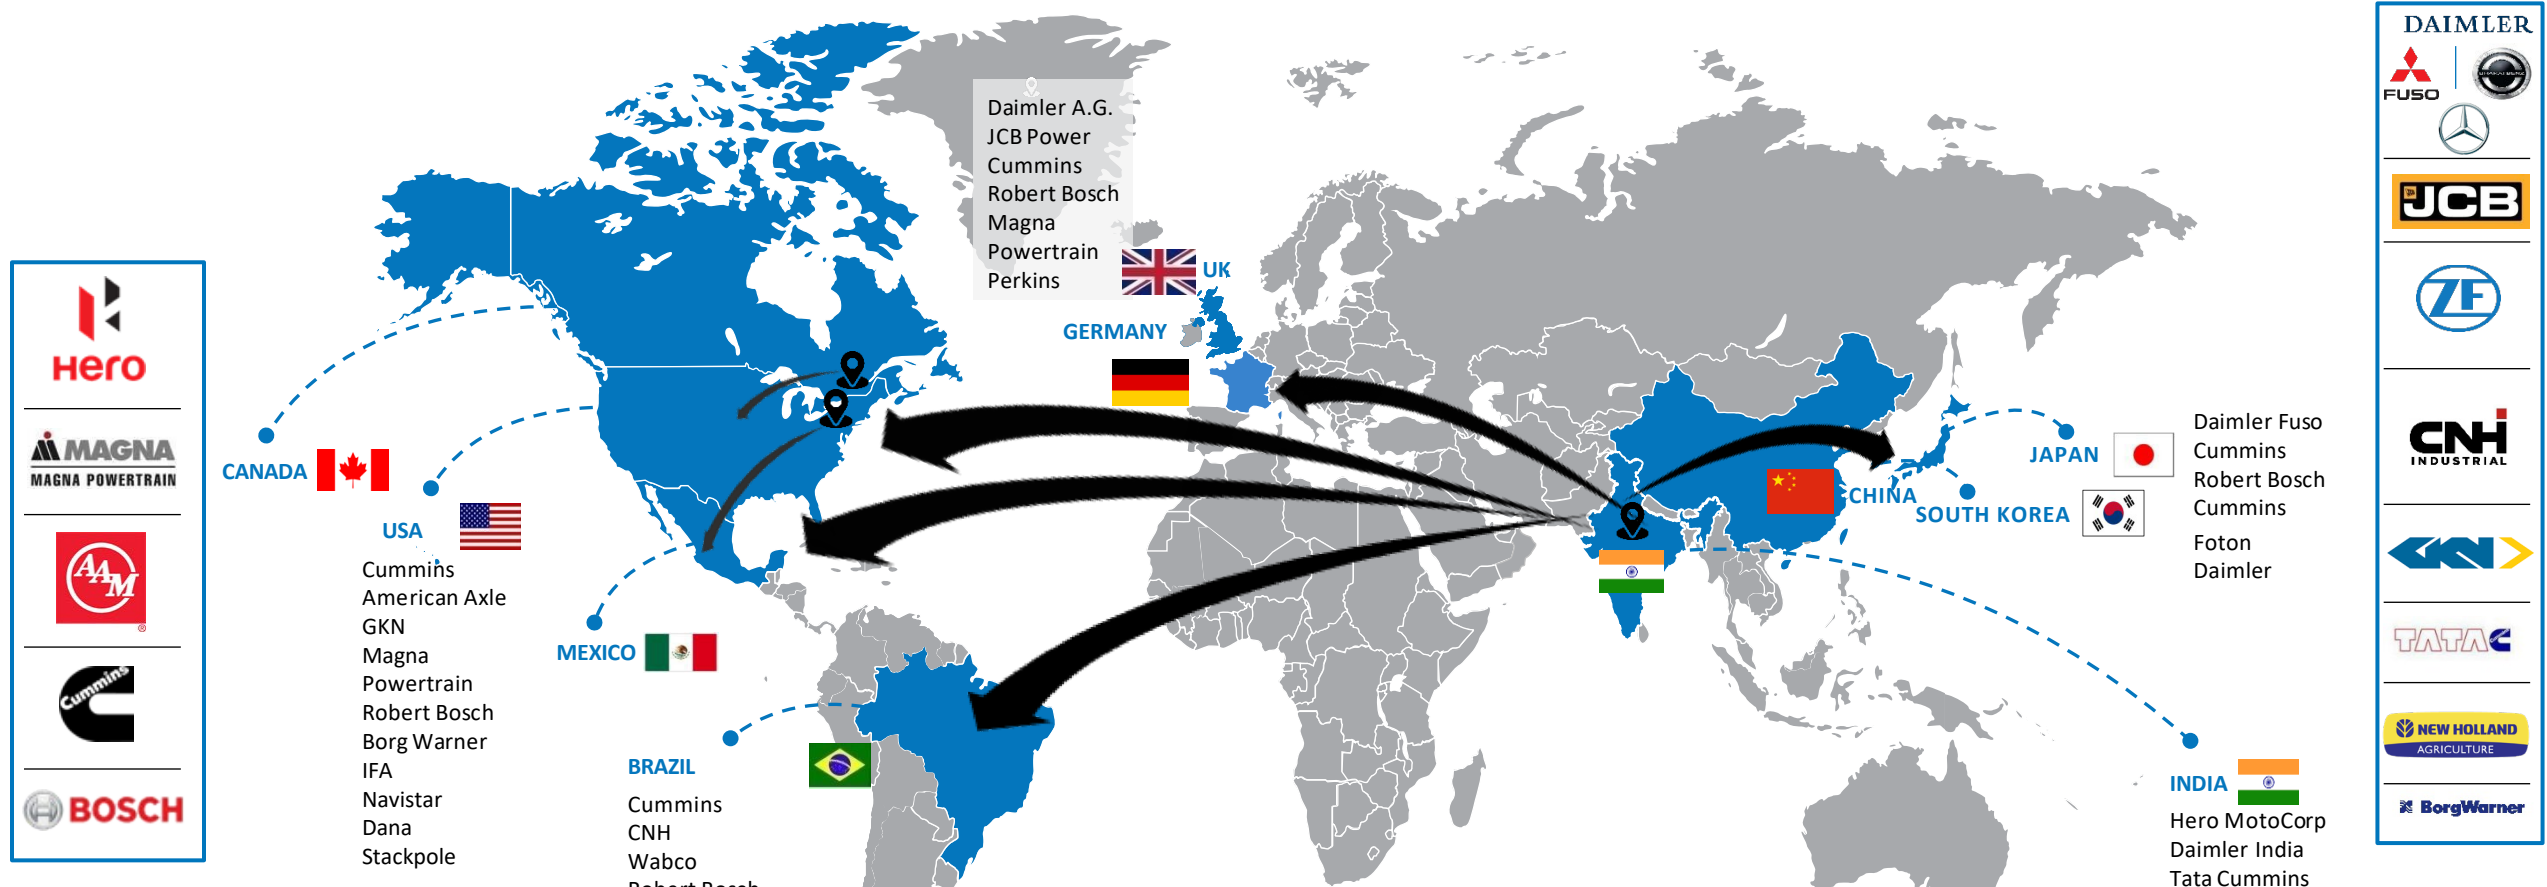 Hero
MAGNA
MAGNA POWERTRAIN
AAM
®
Cummins
BOSCH
CANADA
USA
Cummins
American Axle
GKN
Magna
Powertrain
Robert Bosch
Borg Warner
IFA
Navistar
Dana
Stackpole
MEXICO
BRAZIL
Cummins
CNH
Wabco
Robert Bosch
Daimler A.G.
JCB Power
Cummins
Robert Bosch
Magna
Powertrain
Perkins
UK
GERMANY
CHINA
JAPAN
SOUTH KOREA
Daimler Fuso
Cummins
Robert Bosch
Cummins
Foton
Daimler
INDIA
Hero MotoCorp
Daimler India
Tata Cummins
DAIMLER
FUSO
BHARATBENZ
JCB
ZF
CNH
INDUSTRIAL
GKN
TATA
NEW HOLLAND
AGRICULTURE
BorgWarner